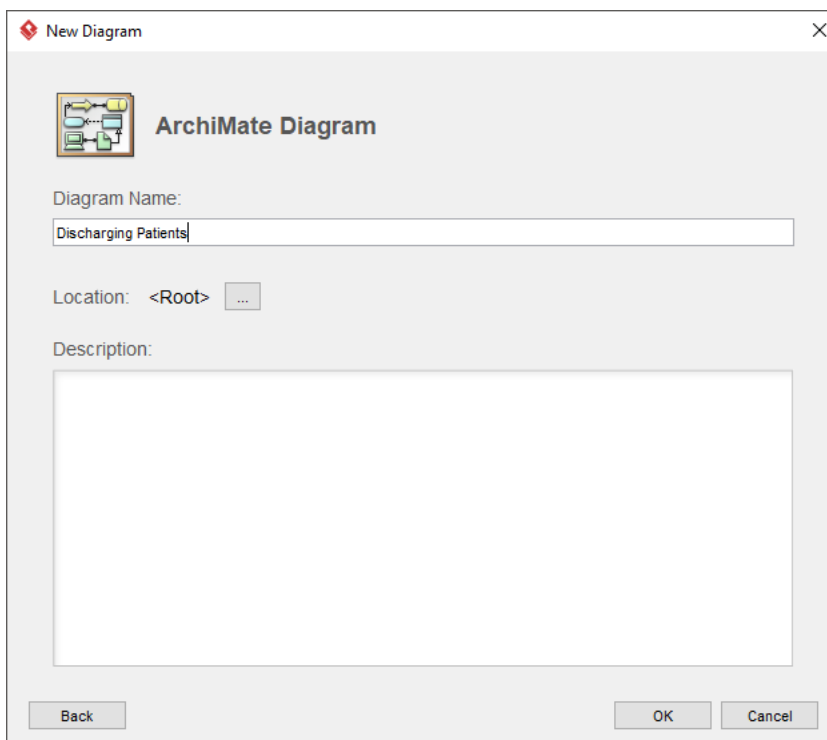 New Diagram
ArchiMate Diagram
Diagram Name:
Discharging Patients
Location: <Root> ...
Description:
Back OK Cancel